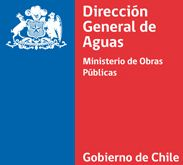 Dirección
General de
Aguas
Ministerio de Obras
Públicas
Gobierno de Chile